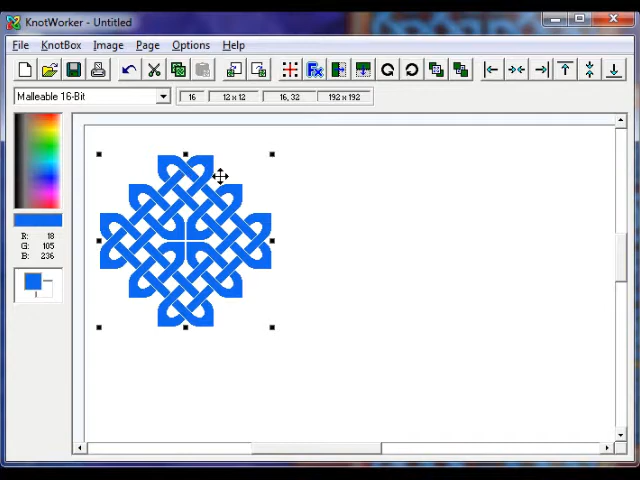 KnotWorker - Untitled
File KnotBox Image Page Options Help
Fx
Malleable 16-Bit 16 12 x 12 16, 32 192 x 192
R: 18
G: 105
B: 236